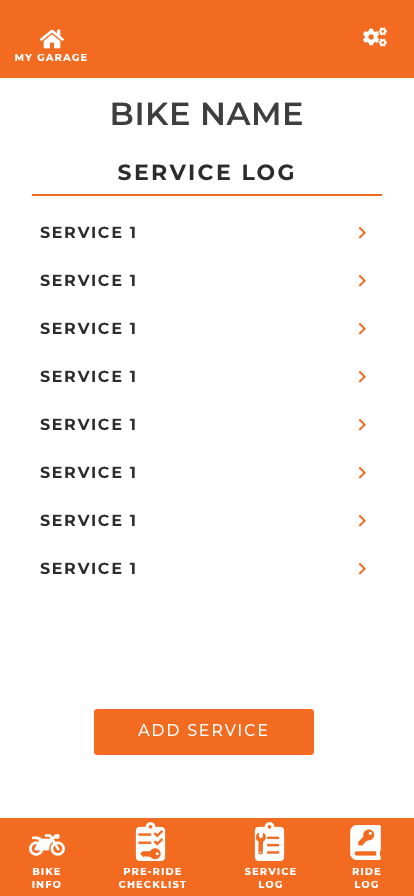 MY GARAGE
BIKE NAME
SERVICE LOG
SERVICE 1
SERVICE 1
SERVICE 1
SERVICE 1
SERVICE 1
SERVICE 1
SERVICE 1
SERVICE 1
ADD SERVICE
BIKE
INFO
PRE-RIDE
CHECKLIST
SERVICE
LOG
RIDE
LOG